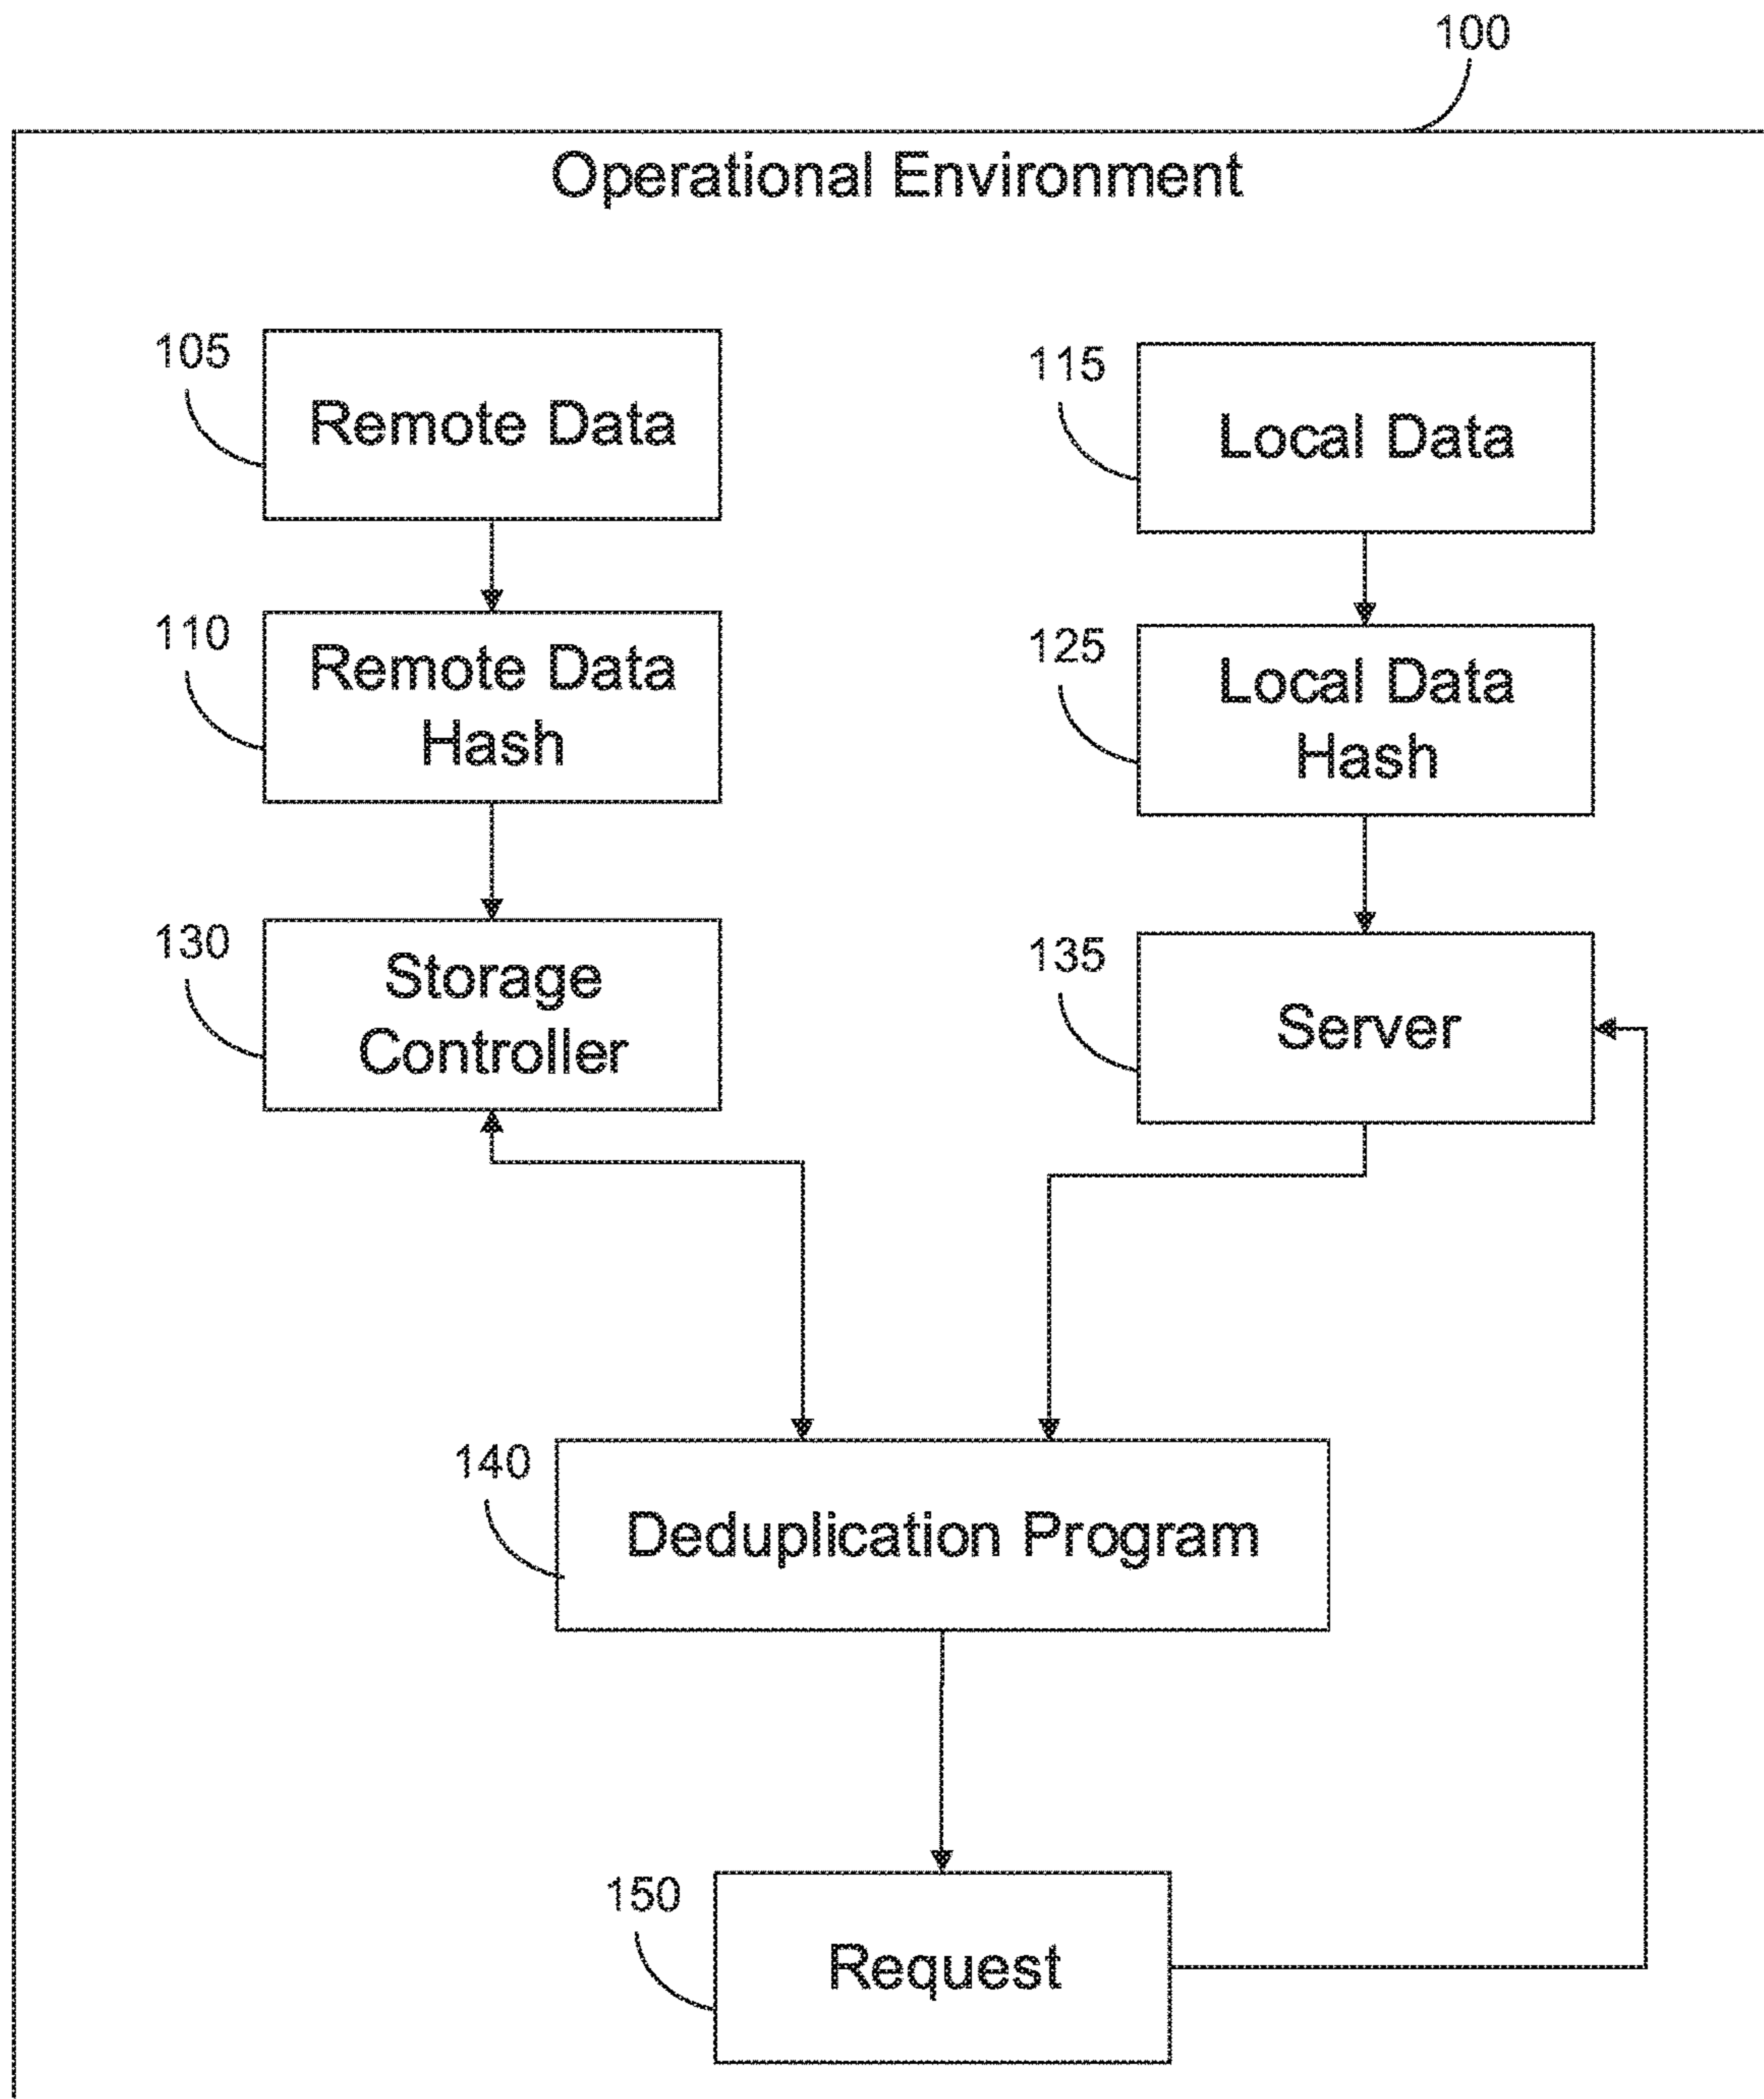 100
Operational Environment
105
Remote Data
115
Local Data
110
Remote Data
Hash
125
Local Data
Hash
130
Storage
Controller
135
Server
140
Deduplication Program
150
Request